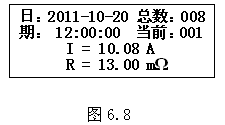 日：2011-10-20 总数：008
期：12:00:00 当前：001
I = 10.08 A
R = 13.00 mΩ
图 6.8